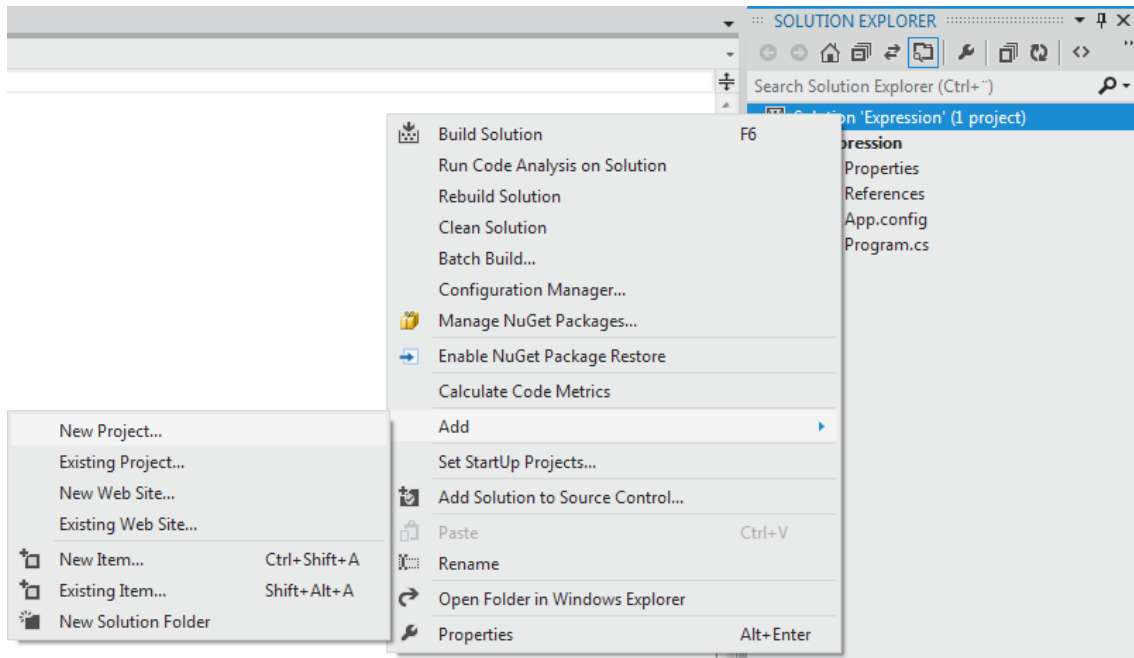 SOLUTION EXPLORER
Search Solution Explorer (Ctrl+¨)
Solution 'Expression' (1 project)
pression
Properties
References
App.config
Program.cs
Build Solution F6
Run Code Analysis on Solution
Rebuild Solution
Clean Solution
Batch Build...
Configuration Manager...
Manage NuGet Packages...
Enable NuGet Package Restore
Calculate Code Metrics
Add
Set StartUp Projects...
Add Solution to Source Control...
Paste Ctrl+V
Rename
Open Folder in Windows Explorer
Properties Alt+Enter
New Project...
Existing Project...
New Web Site...
Existing Web Site...
New Item... Ctrl+Shift+A
Existing Item... Shift+Alt+A
New Solution Folder